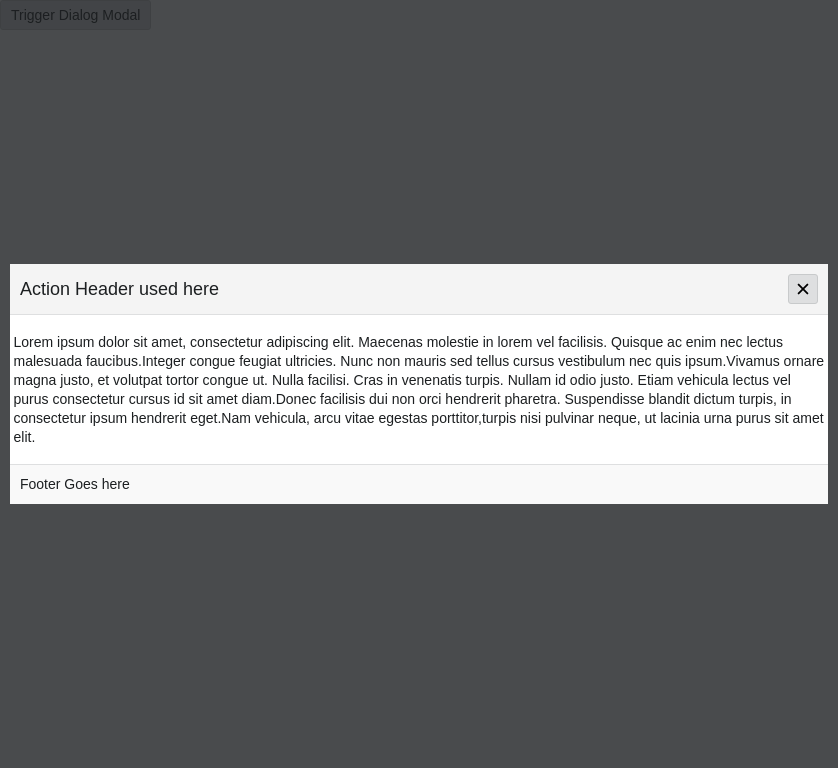 Trigger Dialog Modal
Action Header used here
Lorem ipsum dolor sit amet, consectetur adipiscing elit. Maecenas molestie in lorem vel facilisis. Quisque ac enim nec lectus
malesuada faucibus.Integer congue feugiat ultricies. Nunc non mauris sed tellus cursus vestibulum nec quis ipsum.Vivamus ornare
magna justo, et volutpat tortor congue ut. Nulla facilisi. Cras in venenatis turpis. Nullam id odio justo. Etiam vehicula lectus vel
purus consectetur cursus id sit amet diam.Donec facilisis dui non orci hendrerit pharetra. Suspendisse blandit dictum turpis, in
consectetur ipsum hendrerit eget.Nam vehicula, arcu vitae egestas porttitor,turpis nisi pulvinar neque, ut lacinia urna purus sit amet
elit.
Footer Goes here